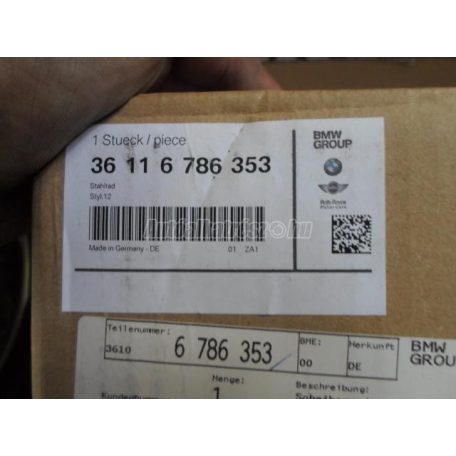 1 Stueck / piece
BMW
GROUP
36 11 6 786 353
Stahlrad
Styl.12
Rolls-Royce
Motor Cars
Made in Germany - DE 01 ZA1
Teilenummer:
3610 6 786 353
BME:
00
Herkunft
DE
BMW
GROUP
Menge:
1
Beschreibung: